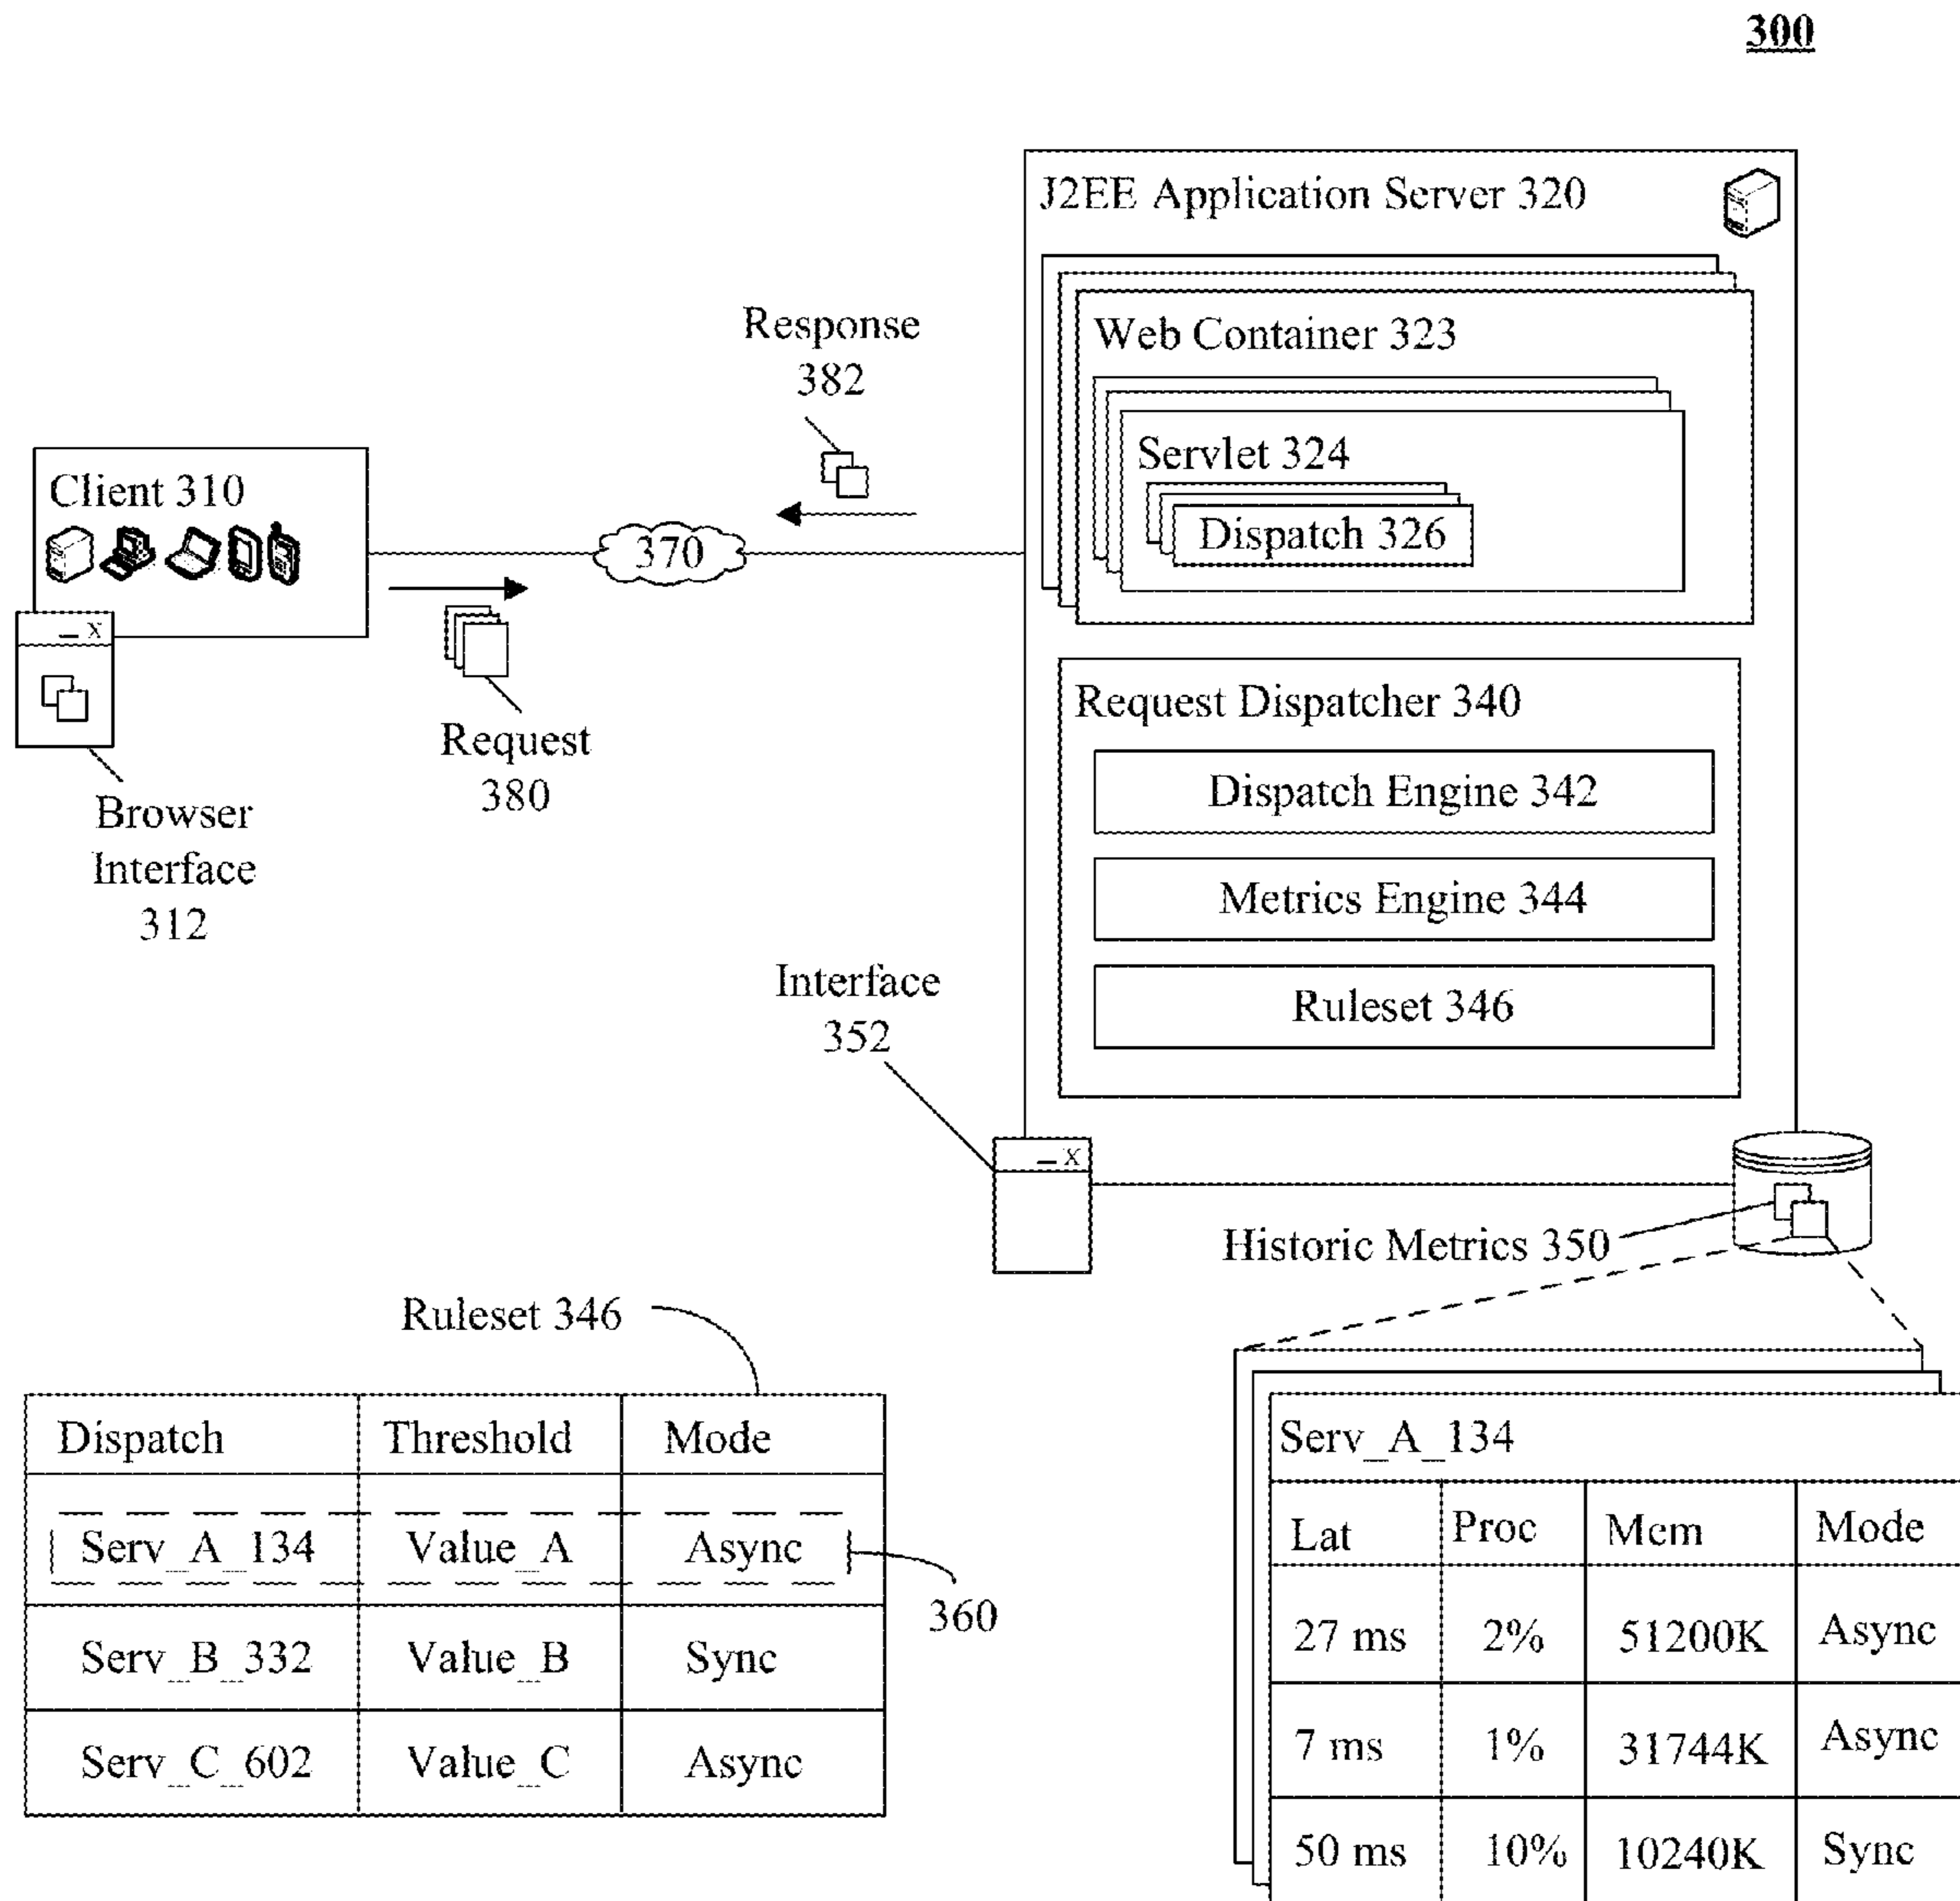 300
J2EE Application Server 320
Web Container 323
Servlet 324
Dispatch 326
Response
382
Client 310
370
_ X
Request
380
Browser
Interface
312
Request Dispatcher 340
Dispatch Engine 342
Metrics Engine 344
Ruleset 346
Interface
352
_ X
Historic Metrics 350
Ruleset 346
Dispatch Threshold Mode
Serv_A_134 Value_A Async
360
Serv_B_332 Value_B Sync
Serv_C_602 Value_C Async
Serv_A_134
Lat Proc Mem Mode
27 ms 2% 51200K Async
7 ms 1% 31744K Async
50 ms 10% 10240K Sync